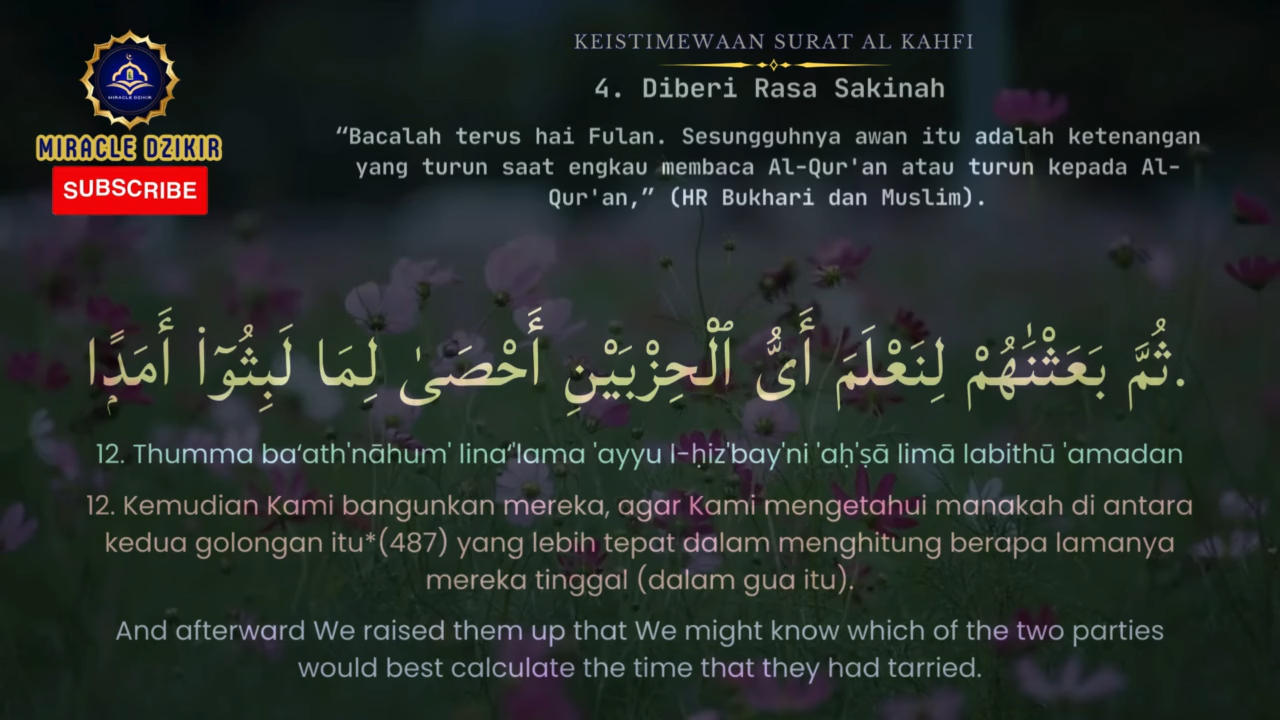 KEISTIMEWAAN SURAT AL KAHFI
4. Diberi Rasa Sakinah
“Bacalah terus hai Fulan. Sesungguhnya awan itu adalah ketenangan
yang turun saat engkau membaca Al-Qur'an atau turun kepada Al-
Qur'an,” (HR Bukhari dan Muslim).
MIRACLE DZIKIR
MIRACLE DZIKIR
SUBSCRIBE
ثُمَّ بَعَثْنَٰهُمْ لِنَعْلَمَ أَىُّ ٱلْحِزْبَيْنِ أَحْصَىٰ لِمَا لَبِثُوٓا۟ أَمَدًۭا.
12. Thumma ba‘ath'nāhum' lina‘'lama 'ayyu l-ḥiz'bay'ni 'aḥ'ṣā limā labithū 'amadan
12. Kemudian Kami bangunkan mereka, agar Kami mengetahui manakah di antara
kedua golongan itu*(487) yang lebih tepat dalam menghitung berapa lamanya
mereka tinggal (dalam gua itu).
And afterward We raised them up that We might know which of the two parties
would best calculate the time that they had tarried.